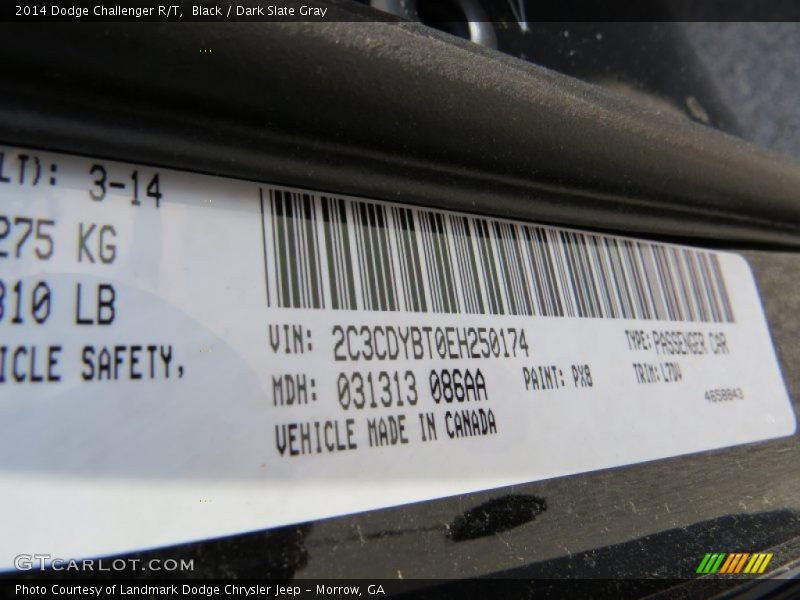 2014 Dodge Challenger R/T, Black / Dark Slate Gray
LT): 3-14
275 KG
310 LB
ICLE SAFETY,
VIN: 2C3CDYBT0EH250174
TYPE: PASSENGER CAR
MDH: 031313 086AA
PAINT: PX8
TRIM: L7DV
4658843
VEHICLE MADE IN CANADA
GTCARLOT.COM
Photo Courtesy of Landmark Dodge Chrysler Jeep - Morrow, GA